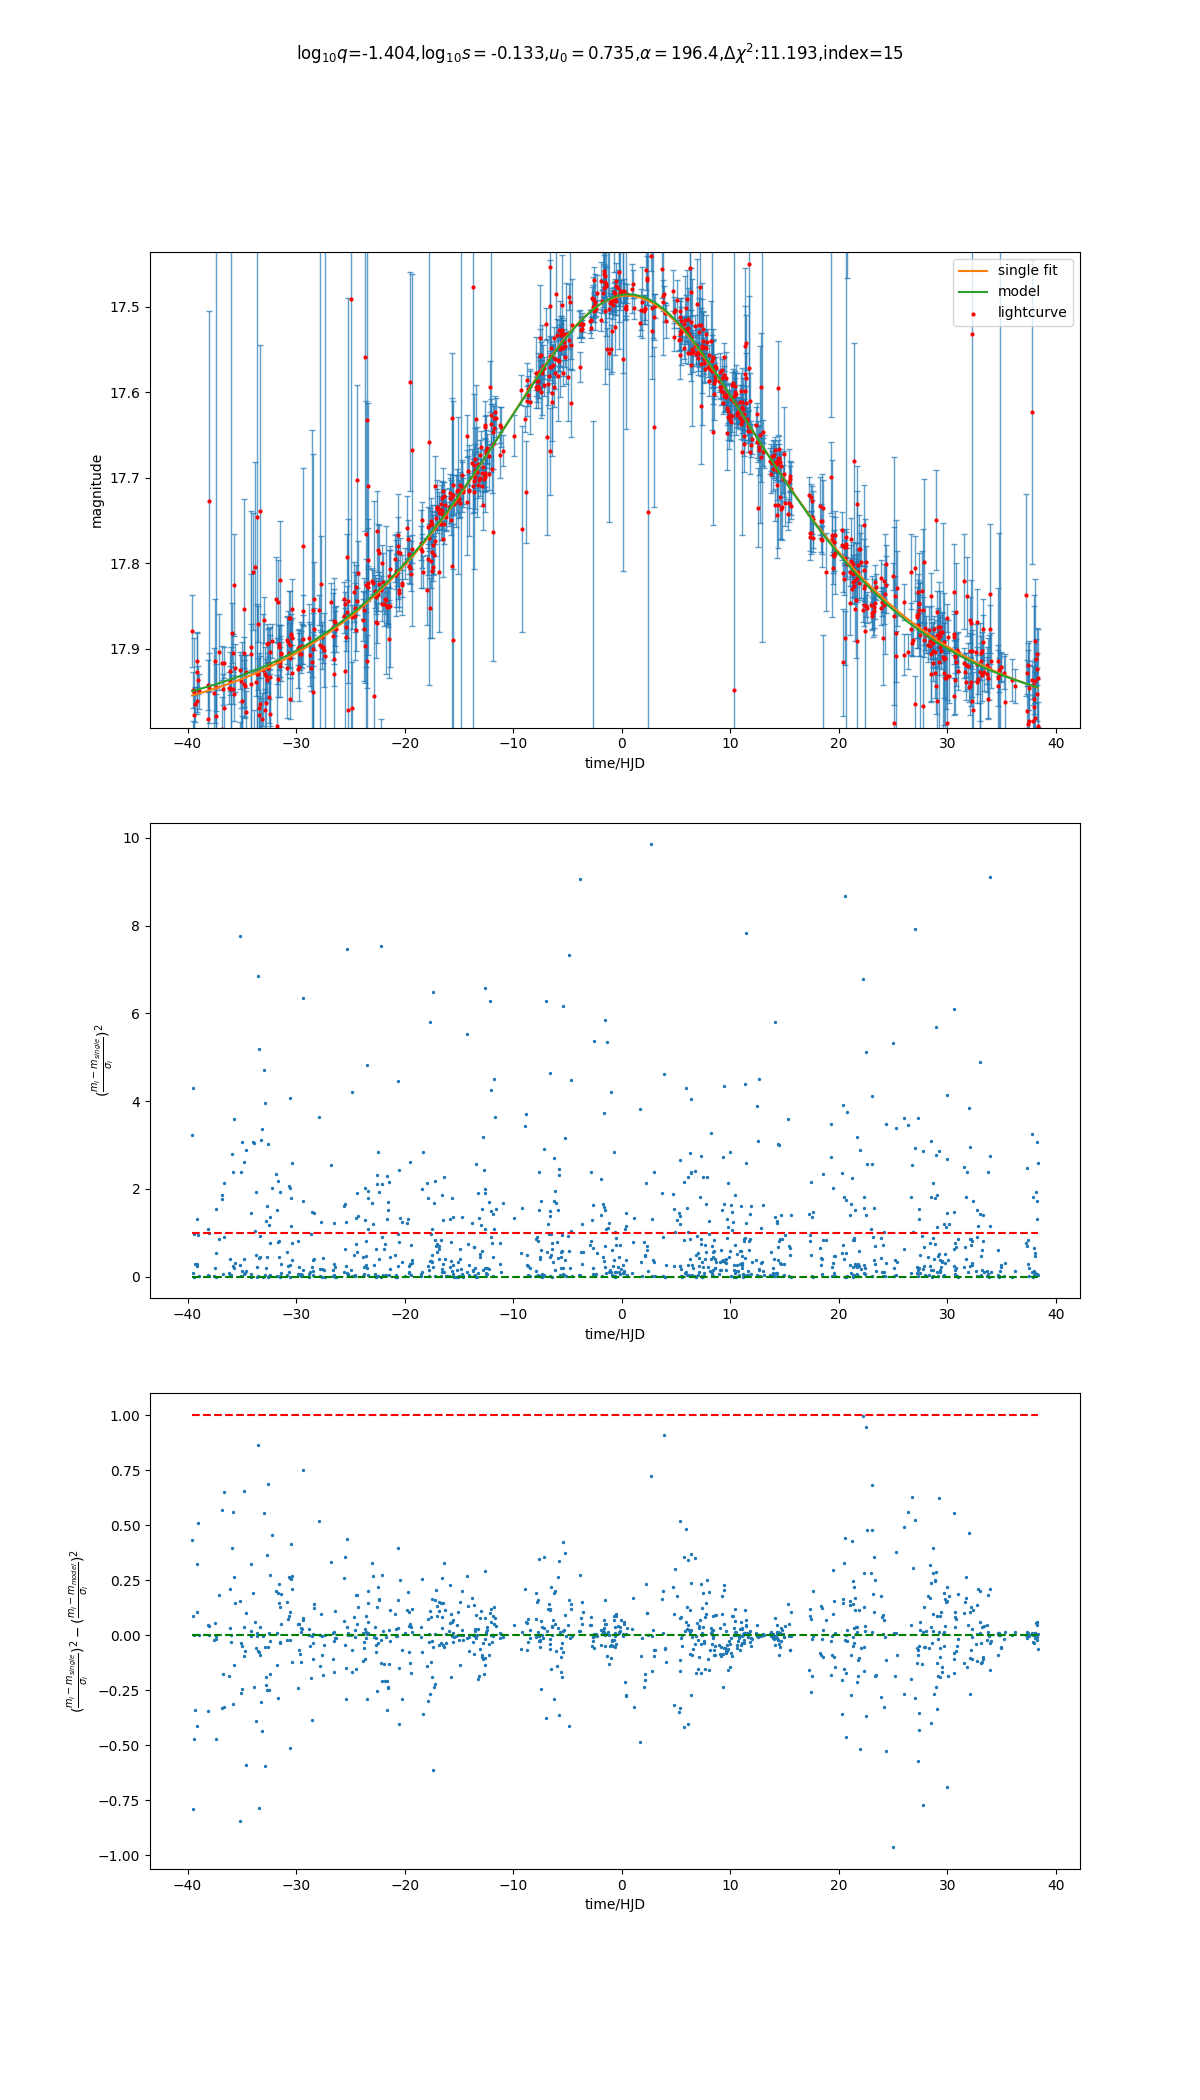 log₁₀q=-1.404,log₁₀s = -0.133,u₀ = 0.735,α = 196.4,Δχ²:11.193,index=15
single fit
model
lightcurve
17.5
17.6
17.7
17.8
17.9
magnitude
−40 −30 −20 −10 0 10 20 30 40
time/HJD
10
8
6
4
2
0
((mᵢ − m_single)/σᵢ)²
−40 −30 −20 −10 0 10 20 30 40
time/HJD
1.00
0.75
0.50
0.25
0.00
−0.25
−0.50
−0.75
−1.00
((mᵢ − m_single)/σᵢ)² − ((mᵢ − m_model)/σᵢ)²
−40 −30 −20 −10 0 10 20 30 40
time/HJD